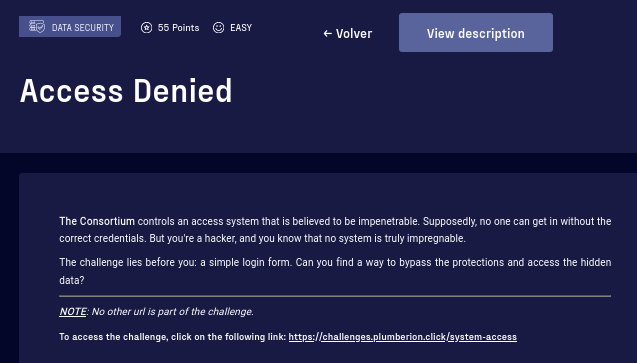 DATA SECURITY 55 Points EASY ← Volver View description
Access Denied
The Consortium controls an access system that is believed to be impenetrable. Supposedly, no one can get in without the
correct credentials. But you're a hacker, and you know that no system is truly impregnable.
The challenge lies before you: a simple login form. Can you find a way to bypass the protections and access the hidden
data?
NOTE: No other url is part of the challenge.
To access the challenge, click on the following link: https://challenges.plumberion.click/system-access